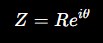 Z = Re^{iθ}